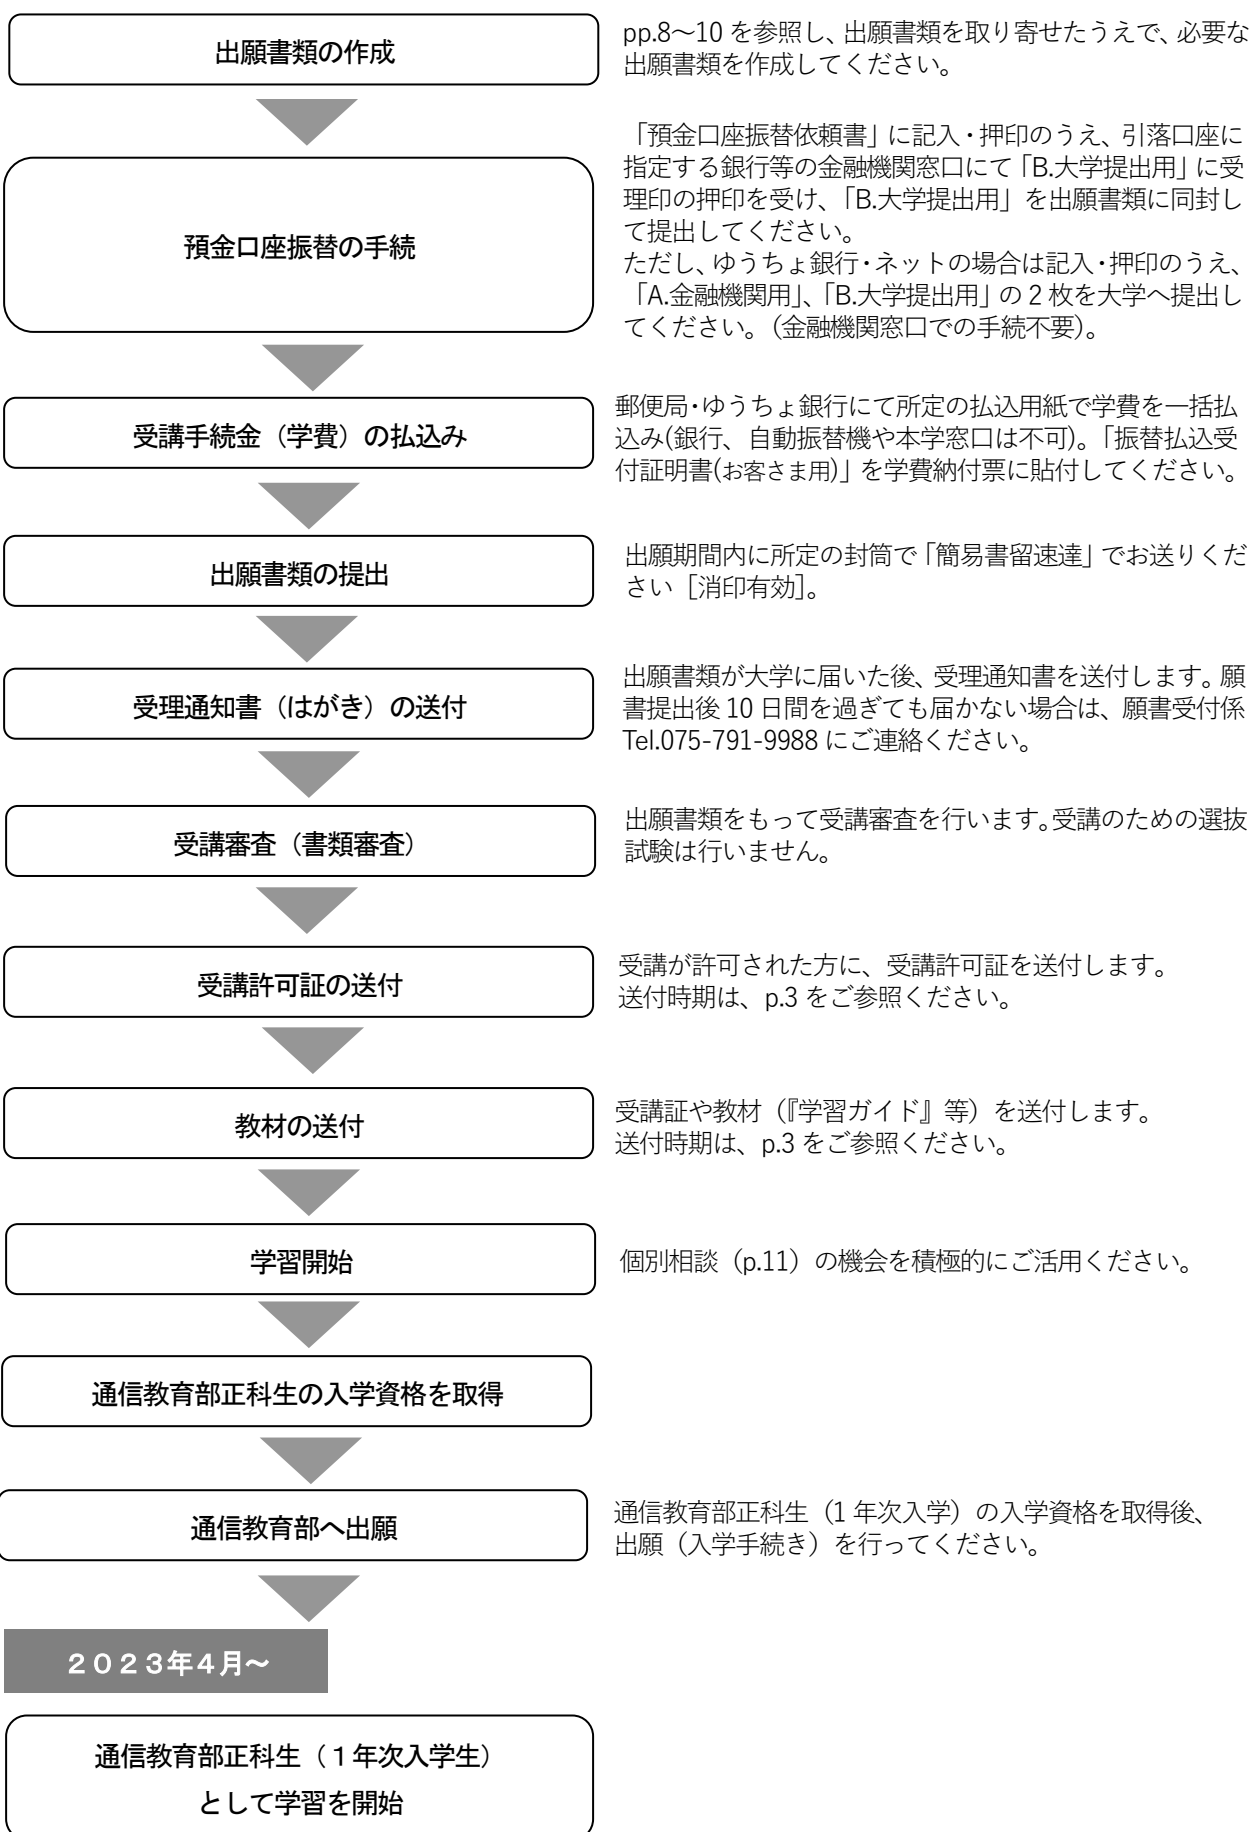 出願書類の作成
pp.8～10 を参照し、出願書類を取り寄せたうえで、必要な
出願書類を作成してください。
預金口座振替の手続
「預金口座振替依頼書」に記入・押印のうえ、引落口座に
指定する銀行等の金融機関窓口にて「B.大学提出用」に受
理印の押印を受け、「B.大学提出用」を出願書類に同封し
て提出してください。
ただし、ゆうちょ銀行・ネットの場合は記入・押印のうえ、
「A.金融機関用」、「B.大学提出用」の 2 枚を大学へ提出し
てください。（金融機関窓口での手続不要）。
受講手続金（学費）の払込み
郵便局・ゆうちょ銀行にて所定の払込用紙で学費を一括払
込み(銀行、自動振替機や本学窓口は不可)。「振替払込受
付証明書(お客さま用)」を学費納付票に貼付してください。
出願書類の提出
出願期間内に所定の封筒で「簡易書留速達」でお送りくだ
さい［消印有効］。
受理通知書（はがき）の送付
出願書類が大学に届いた後、受理通知書を送付します。願
書提出後 10 日間を過ぎても届かない場合は、願書受付係
Tel.075-791-9988 にご連絡ください。
受講審査（書類審査）
出願書類をもって受講審査を行います。受講のための選抜
試験は行いません。
受講許可証の送付
受講が許可された方に、受講許可証を送付します。
送付時期は、p.3 をご参照ください。
教材の送付
受講証や教材（『学習ガイド』等）を送付します。
送付時期は、p.3 をご参照ください。
学習開始
個別相談（p.11）の機会を積極的にご活用ください。
通信教育部正科生の入学資格を取得
通信教育部へ出願
通信教育部正科生（1 年次入学）の入学資格を取得後、
出願（入学手続き）を行ってください。
２０２３年４月～
通信教育部正科生（１年次入学生）
として学習を開始